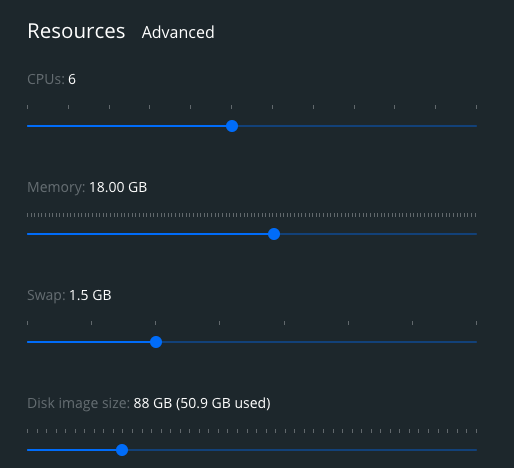 Resources Advanced
CPUs: 6
Memory: 18.00 GB
Swap: 1.5 GB
Disk image size: 88 GB (50.9 GB used)